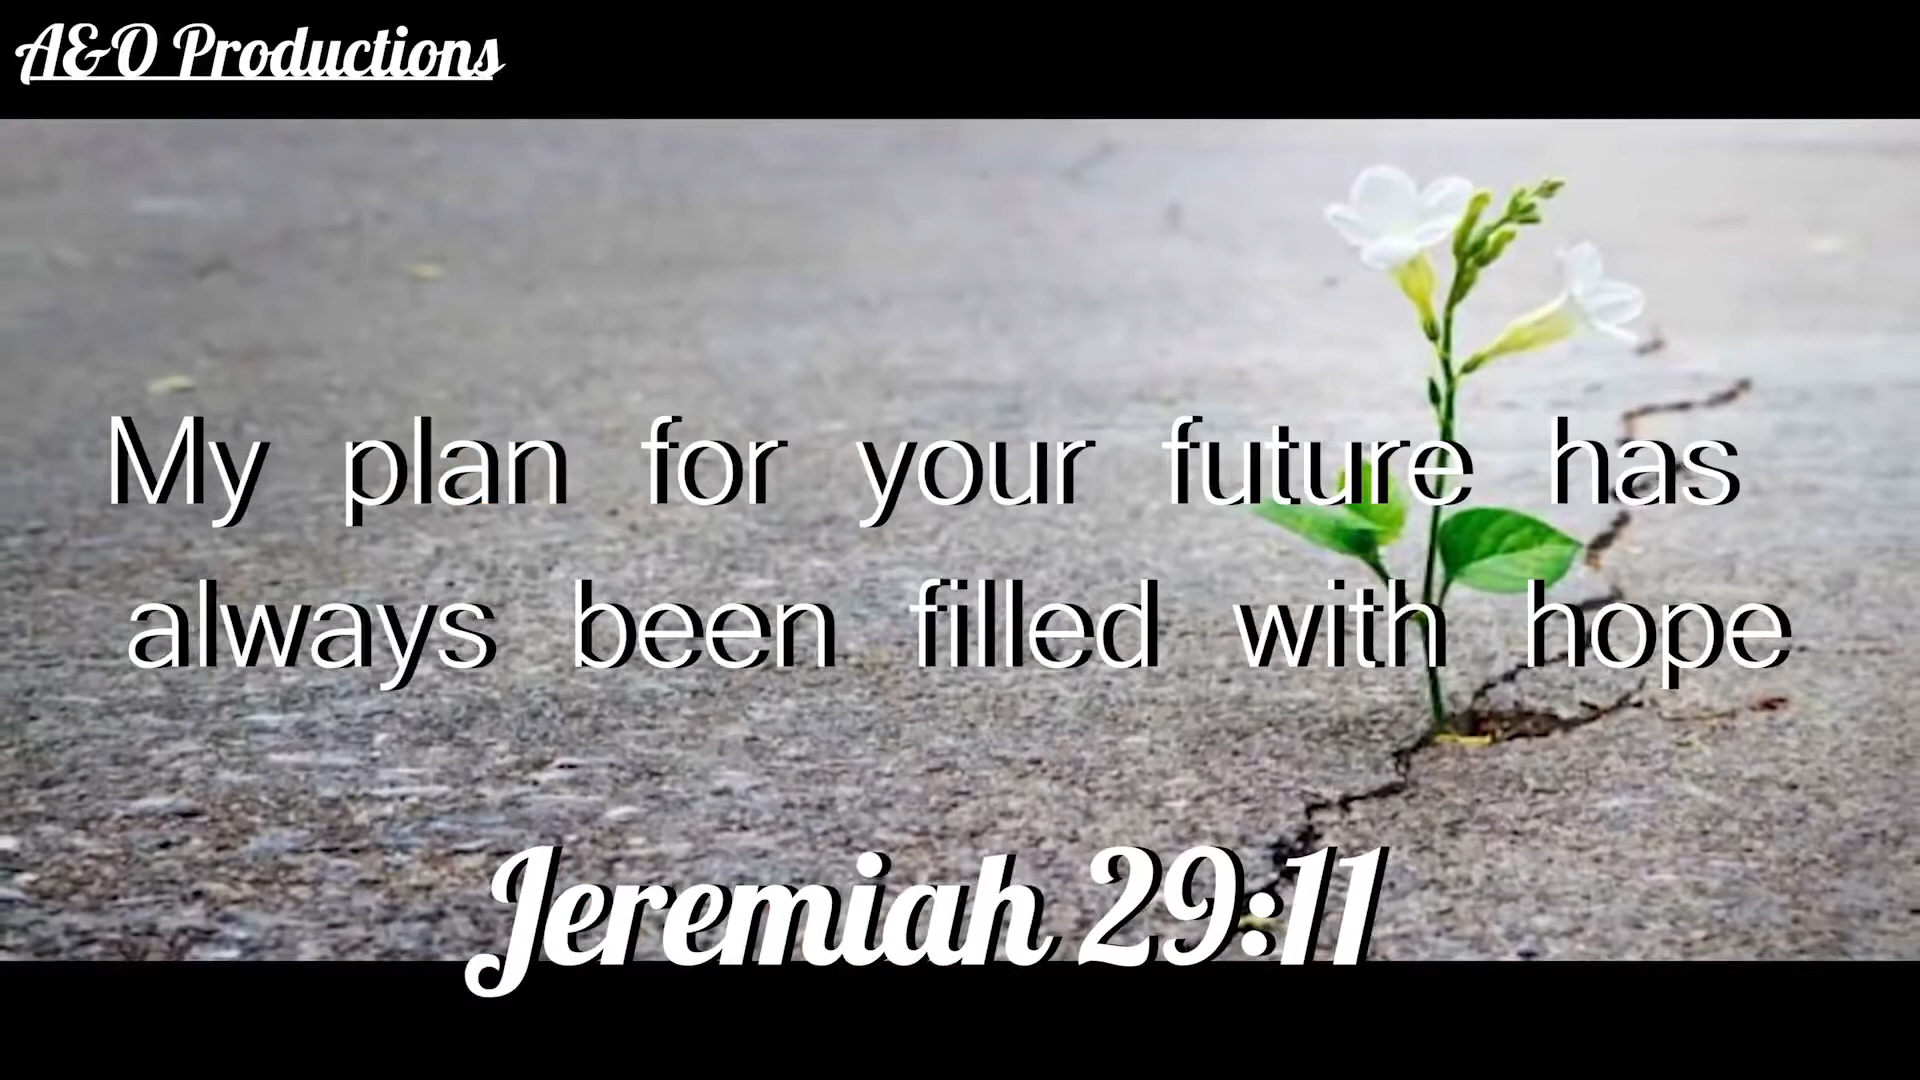 A&O Productions
My plan for your future has
always been filled with hope
Jeremiah 29:11